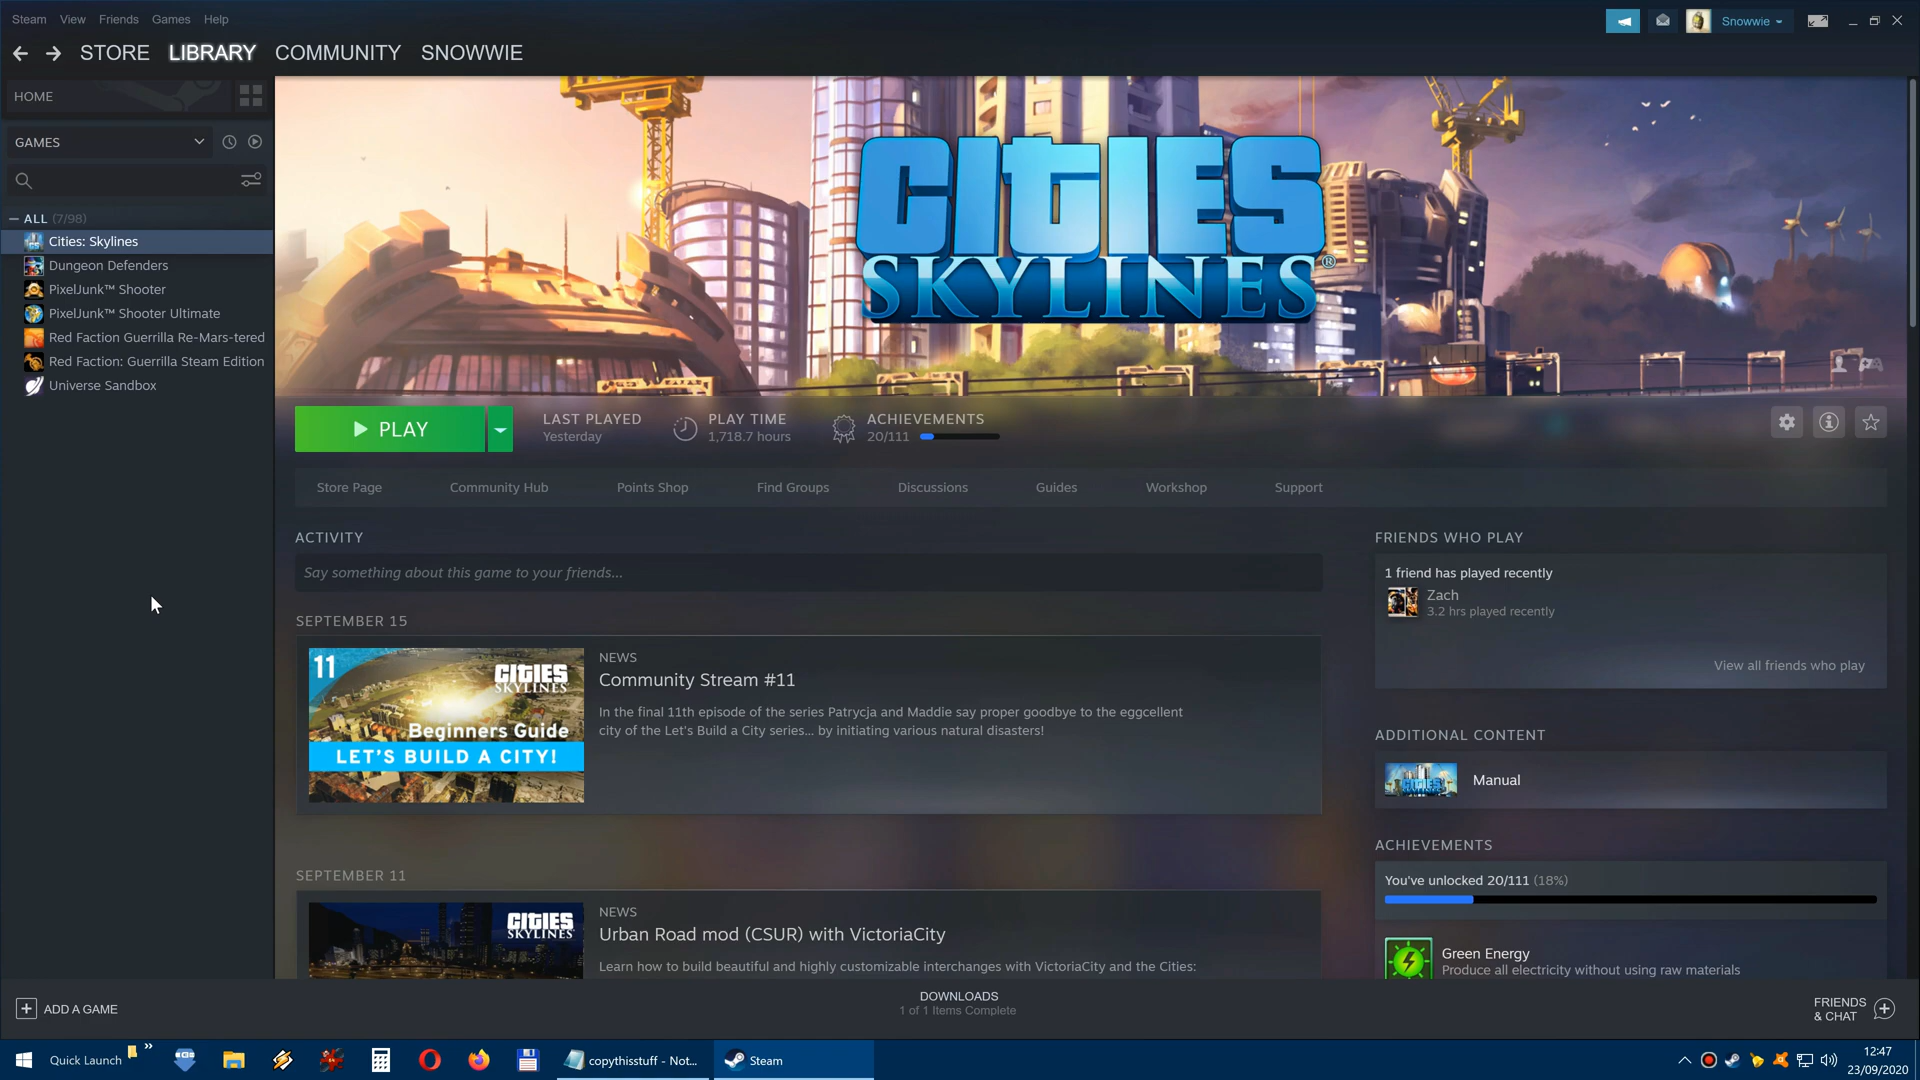 Steam View Friends Games Help
Snowwie
STORE LIBRARY COMMUNITY SNOWWIE
HOME
GAMES
ALL (7/98)
Cities: Skylines
Dungeon Defenders
PixelJunk™ Shooter
PixelJunk™ Shooter Ultimate
Red Faction Guerrilla Re-Mars-tered
Red Faction: Guerrilla Steam Edition
Universe Sandbox
CITIES
SKYLINES®
PLAY
LAST PLAYED
Yesterday
PLAY TIME
1,718.7 hours
ACHIEVEMENTS
20/111
Store Page Community Hub Points Shop Find Groups Discussions Guides Workshop Support
ACTIVITY
Say something about this game to your friends...
SEPTEMBER 15
11
CITIES
SKYLINES
Beginners Guide
LET'S BUILD A CITY!
NEWS
Community Stream #11
In the final 11th episode of the series Patrycja and Maddie say proper goodbye to the eggcellent
city of the Let's Build a City series... by initiating various natural disasters!
SEPTEMBER 11
CITIES
SKYLINES
NEWS
Urban Road mod (CSUR) with VictoriaCity
Learn how to build beautiful and highly customizable interchanges with VictoriaCity and the Cities:
FRIENDS WHO PLAY
1 friend has played recently
Zach
3.2 hrs played recently
View all friends who play
ADDITIONAL CONTENT
CITIES
SKYLINES
Manual
ACHIEVEMENTS
You've unlocked 20/111 (18%)
Green Energy
Produce all electricity without using raw materials
ADD A GAME
DOWNLOADS
1 of 1 Items Complete
FRIENDS
& CHAT
Quick Launch
copythisstuff - Not...
Steam
12:47
23/09/2020